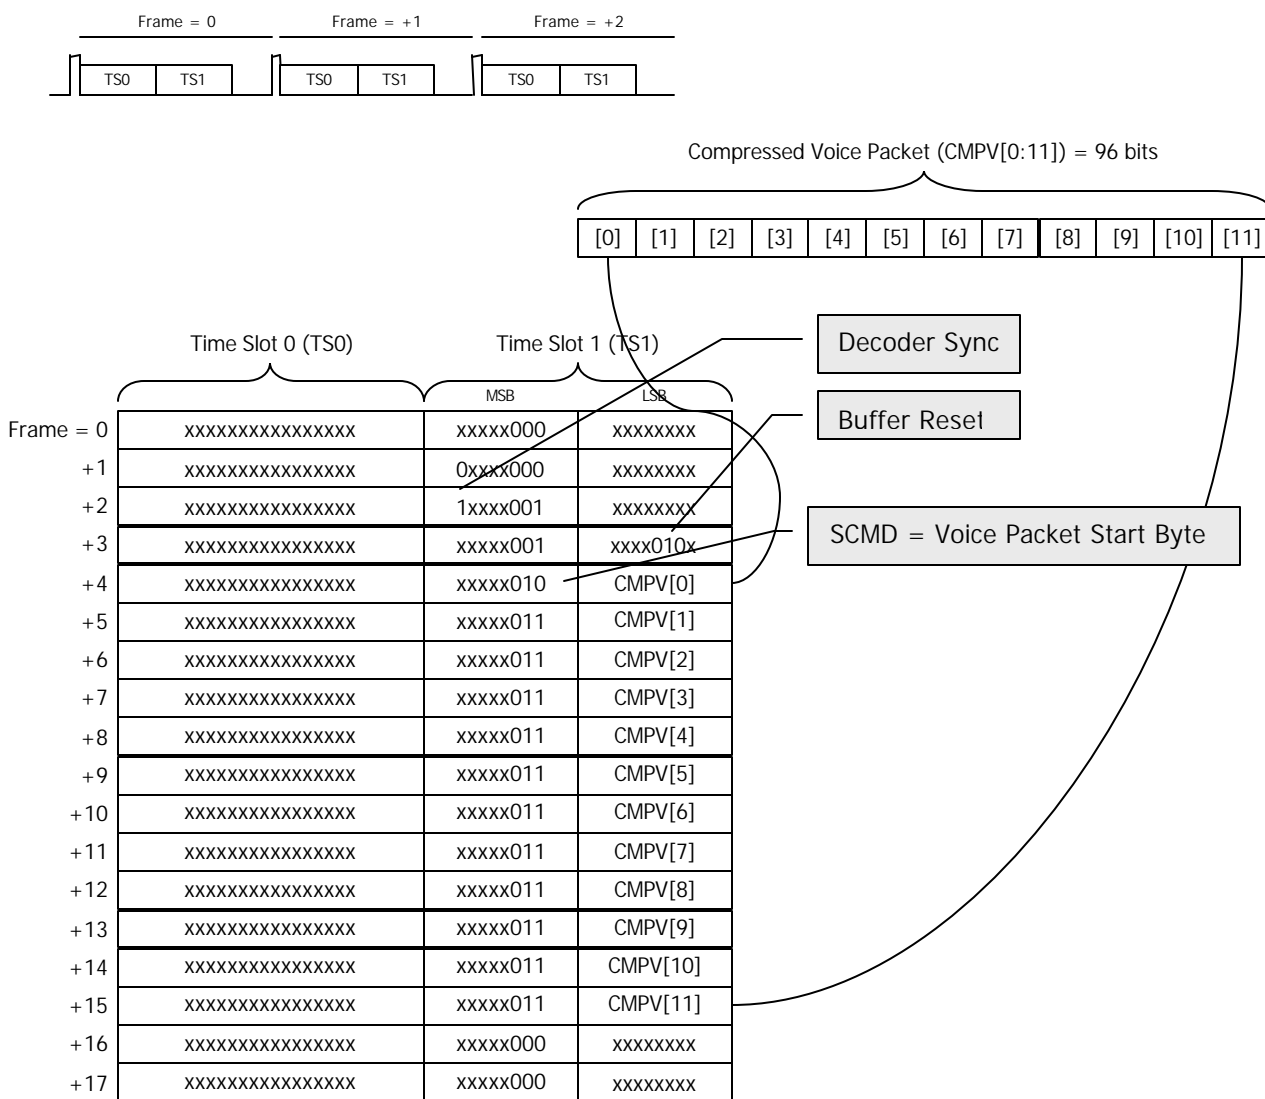 Frame = 0 Frame = +1 Frame = +2
TS0 TS1 TS0 TS1 TS0 TS1
Compressed Voice Packet (CMPV[0:11]) = 96 bits
[0] [1] [2] [3] [4] [5] [6] [7] [8] [9] [10] [11]
Decoder Sync
Buffer Reset
SCMD = Voice Packet Start Byte
Time Slot 0 (TS0) Time Slot 1 (TS1)
MSB LSB
Frame = 0 xxxxxxxxxxxxxxxx xxxxx000 xxxxxxxx
+1 xxxxxxxxxxxxxxxx 0xxxx000 xxxxxxxx
+2 xxxxxxxxxxxxxxxx 1xxxx001 xxxxxxxx
+3 xxxxxxxxxxxxxxxx xxxxx001 xxxx010x
+4 xxxxxxxxxxxxxxxx xxxxx010 CMPV[0]
+5 xxxxxxxxxxxxxxxx xxxxx011 CMPV[1]
+6 xxxxxxxxxxxxxxxx xxxxx011 CMPV[2]
+7 xxxxxxxxxxxxxxxx xxxxx011 CMPV[3]
+8 xxxxxxxxxxxxxxxx xxxxx011 CMPV[4]
+9 xxxxxxxxxxxxxxxx xxxxx011 CMPV[5]
+10 xxxxxxxxxxxxxxxx xxxxx011 CMPV[6]
+11 xxxxxxxxxxxxxxxx xxxxx011 CMPV[7]
+12 xxxxxxxxxxxxxxxx xxxxx011 CMPV[8]
+13 xxxxxxxxxxxxxxxx xxxxx011 CMPV[9]
+14 xxxxxxxxxxxxxxxx xxxxx011 CMPV[10]
+15 xxxxxxxxxxxxxxxx xxxxx011 CMPV[11]
+16 xxxxxxxxxxxxxxxx xxxxx000 xxxxxxxx
+17 xxxxxxxxxxxxxxxx xxxxx000 xxxxxxxx